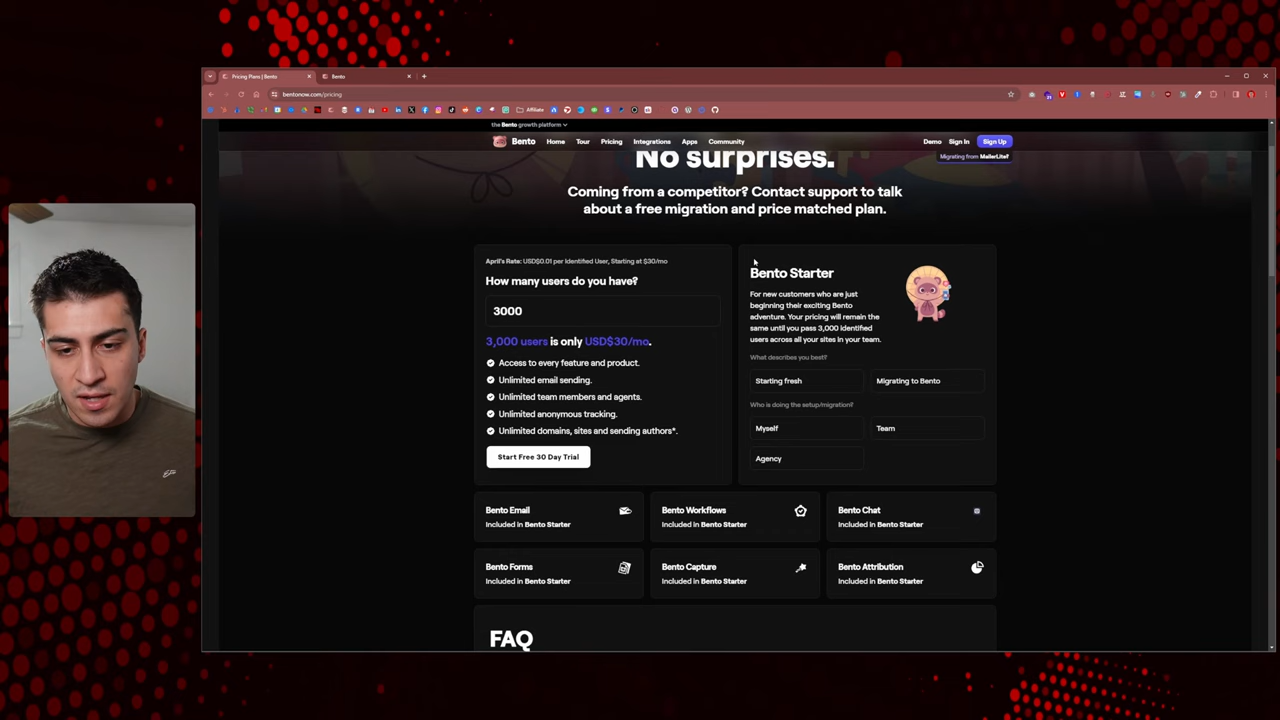 Pricing Plans | Bento
Bento
bentonow.com/pricing
Affiliate
the Bento growth platform
Bento
Home
Tour
Pricing
Integrations
Apps
Community
Demo
Sign In
Sign Up
Migrating from MailerLite?
No surprises.
Coming from a competitor? Contact support to talk
about a free migration and price matched plan.
April's Rate: USD$0.01 per Identified User, Starting at $30/mo
How many users do you have?
3000
3,000 users is only USD$30/mo.
Access to every feature and product.
Unlimited email sending.
Unlimited team members and agents.
Unlimited anonymous tracking.
Unlimited domains, sites and sending authors*.
Start Free 30 Day Trial
Bento Starter
For new customers who are just
beginning their exciting Bento
adventure. Your pricing will remain the
same until you pass 3,000 identified
users across all your sites in your team.
What describes you best?
Starting fresh
Migrating to Bento
Who is doing the setup/migration?
Myself
Team
Agency
Bento Email
Included in Bento Starter
Bento Workflows
Included in Bento Starter
Bento Chat
Included in Bento Starter
Bento Forms
Included in Bento Starter
Bento Capture
Included in Bento Starter
Bento Attribution
Included in Bento Starter
FAQ